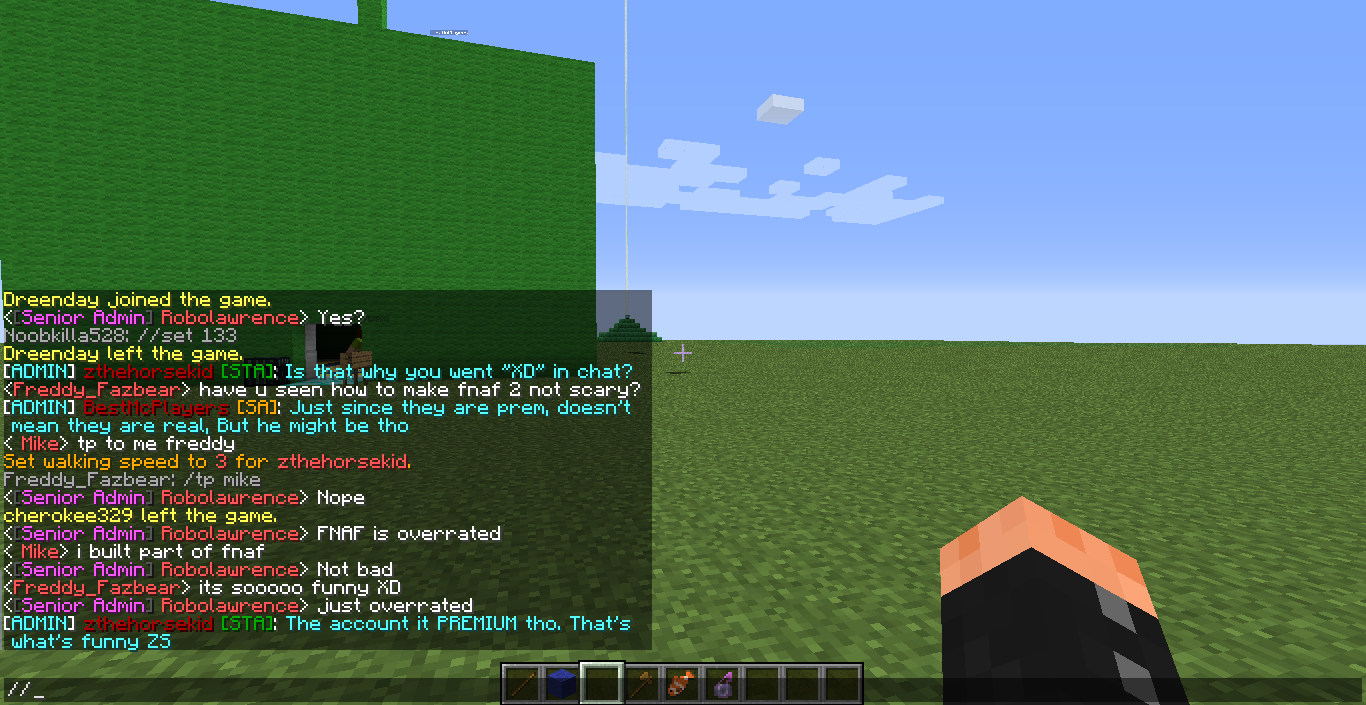 Dreenday joined the game.
<[Senior Admin] Robolawrence> Yes?
Noobkilla528: //set 133
Dreenday left the game.
[ADMIN] zthehorsekid [STA]: Is that why you went "XD" in chat?
<Freddy_Fazbear> have u seen how to make fnaf 2 not scary?
[ADMIN] BestMcPlayers [SA]: Just since they are prem, doesn't
mean they are real, But he might be tho
< Mike> tp to me freddy
Set walking speed to 3 for zthehorsekid.
Freddy_Fazbear: /tp mike
<[Senior Admin] Robolawrence> Nope
cherokee329 left the game.
<[Senior Admin] Robolawrence> FNAF is overrated
< Mike> i built part of fnaf
<[Senior Admin] Robolawrence> Not bad
<Freddy_Fazbear> its sooooo funny XD
<[Senior Admin] Robolawrence> Just overrated
[ADMIN] zthehorsekid [STA]: The account it PREMIUM tho. That's
what's funny ZS
//_